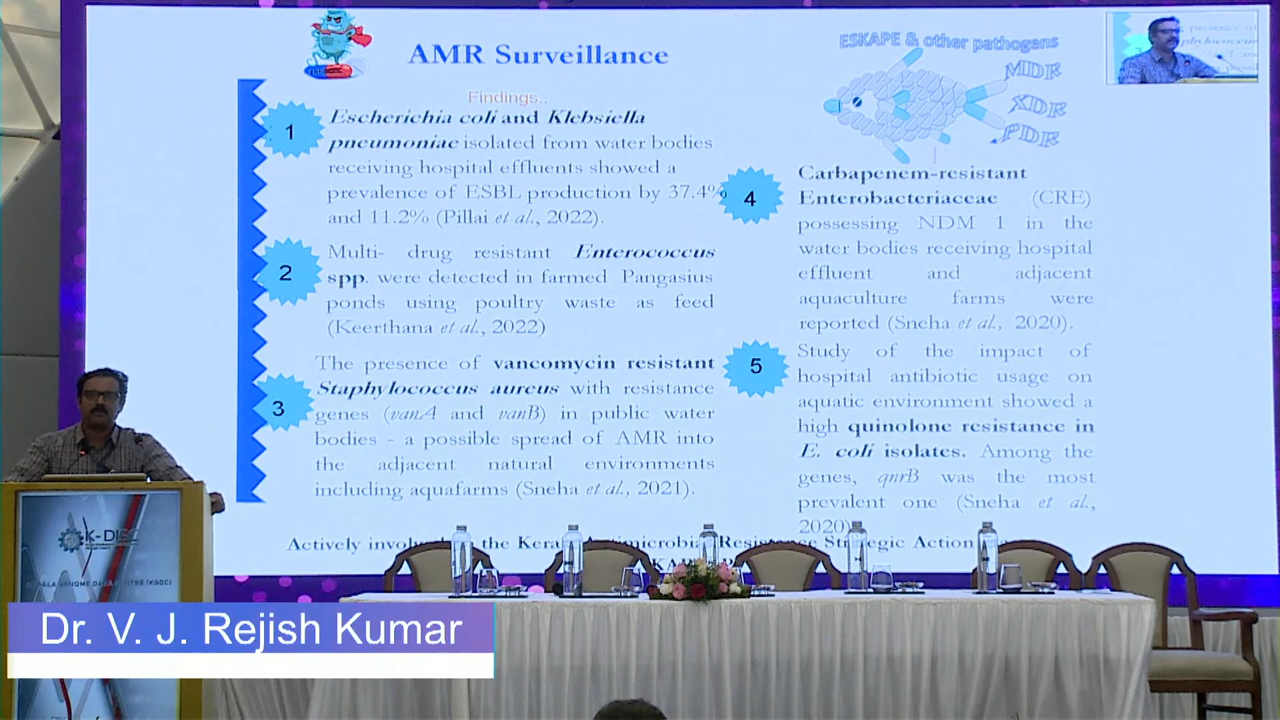 AMR Surveillance
Findings..
1
Escherichia coli and Klebsiella
pneumoniae isolated from water bodies
receiving hospital effluents showed a
prevalence of ESBL production by 37.4%
and 11.2% (Pillai et al., 2022).
2
Multi- drug resistant Enterococcus
spp. were detected in farmed Pangasius
ponds using poultry waste as feed
(Keerthana et al., 2022)
3
The presence of vancomycin resistant
Staphylococcus aureus with resistance
genes (vanA and vanB) in public water
bodies - a possible spread of AMR into
the adjacent natural environments
including aquafarms (Sneha et al., 2021).
ESKAPE & other pathogens
MDR
XDR
PDR
4
Carbapenem-resistant
Enterobacteriaceae (CRE)
possessing NDM 1 in the
water bodies receiving hospital
effluent and adjacent
aquaculture farms were
reported (Sneha et al., 2020).
5
Study of the impact of
hospital antibiotic usage on
aquatic environment showed a
high quinolone resistance in
E. coli isolates. Among the
genes, qnrB was the most
prevalent one (Sneha et al.,
2020)
Actively the Action
K-DISC
KERALA GENOME DATA CENTRE (KGDC)
Dr. V. J. Rejish Kumar